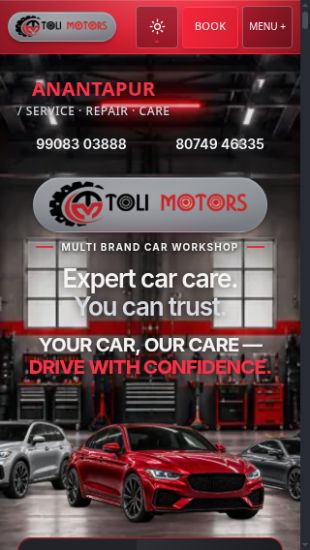 TOLI MOTORS
BOOK
MENU +
ANANTAPUR
/ SERVICE · REPAIR · CARE
99083 03888
80749 46335
TOLI MOTORS
MULTI BRAND CAR WORKSHOP
Expert car care.
You can trust.
YOUR CAR, OUR CARE —
DRIVE WITH CONFIDENCE.